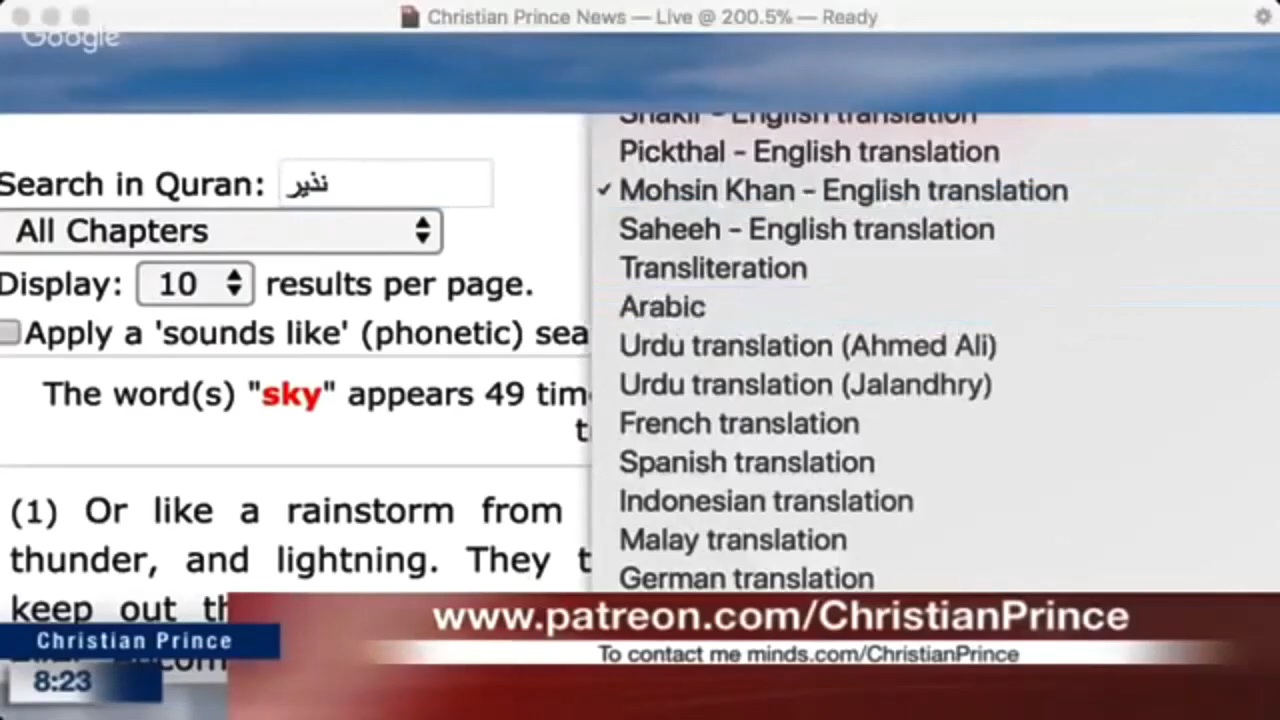 Christian Prince News — Live @ 200.5% — Ready
Google
Shakir - English translation
Search in Quran: نذير
All Chapters
Display: 10 results per page.
Apply a 'sounds like' (phonetic) sea
The word(s) "sky" appears 49 tim
t
(1) Or like a rainstorm from
thunder, and lightning. They t
keep out th
Pickthal - English translation
✓ Mohsin Khan - English translation
Saheeh - English translation
Transliteration
Arabic
Urdu translation (Ahmed Ali)
Urdu translation (Jalandhry)
French translation
Spanish translation
Indonesian translation
Malay translation
German translation
www.patreon.com/ChristianPrince
To contact me minds.com/ChristianPrince
Christian Prince
8:23